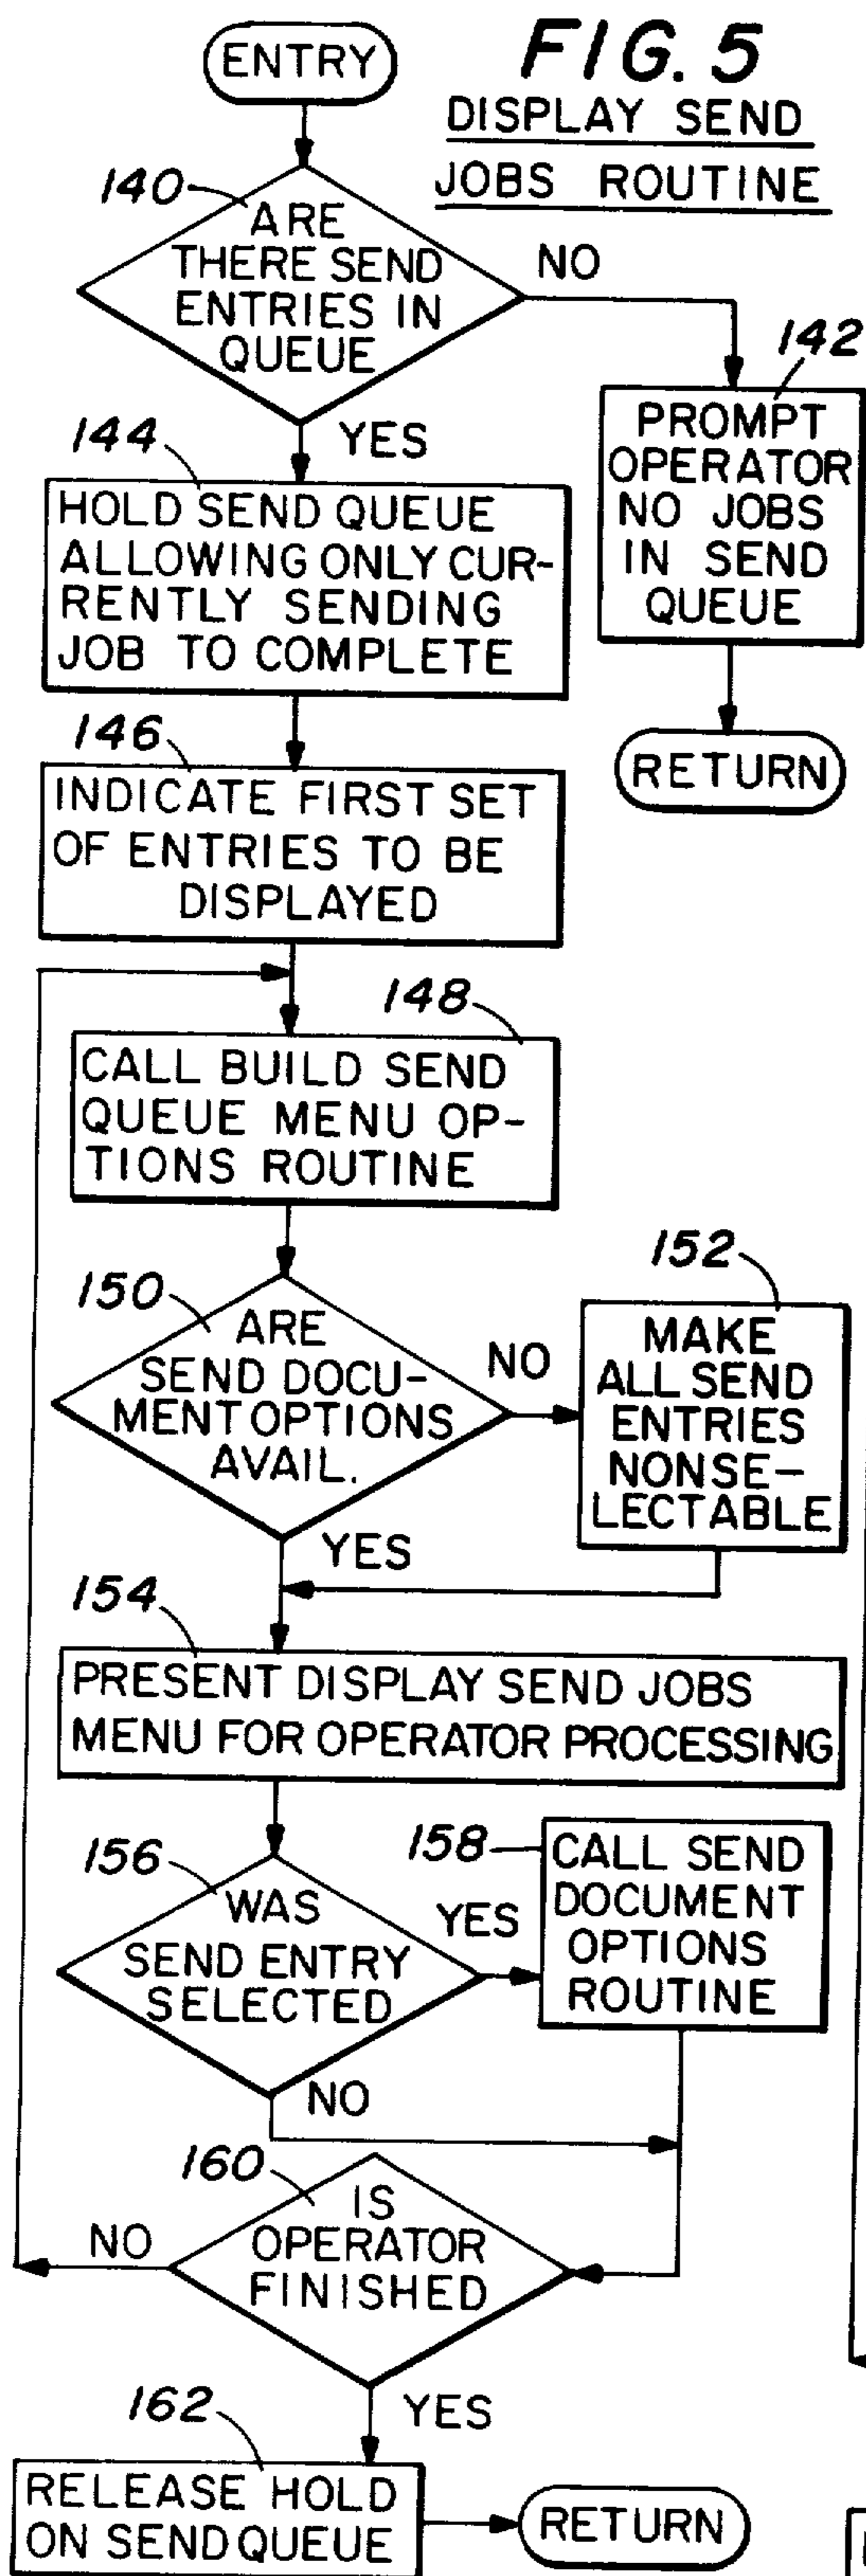 ENTRY
FIG. 5
DISPLAY SEND
JOBS ROUTINE
140
ARE
THERE SEND
ENTRIES IN
QUEUE
NO
142
PROMPT
OPERATOR
NO JOBS
IN SEND
QUEUE
RETURN
YES
144
HOLD SEND QUEUE
ALLOWING ONLY CUR-
RENTLY SENDING
JOB TO COMPLETE
146
INDICATE FIRST SET
OF ENTRIES TO BE
DISPLAYED
148
CALL BUILD SEND
QUEUE MENU OP-
TIONS ROUTINE
150
ARE
SEND DOCU-
MENT OPTIONS
AVAIL.
NO
152
MAKE
ALL SEND
ENTRIES
NONSE-
LECTABLE
YES
154
PRESENT DISPLAY SEND JOBS
MENU FOR OPERATOR PROCESSING
156
WAS
SEND ENTRY
SELECTED
YES
158
CALL SEND
DOCUMENT
OPTIONS
ROUTINE
NO
160
IS
OPERATOR
FINISHED
NO
YES
162
RELEASE HOLD
ON SEND QUEUE
RETURN